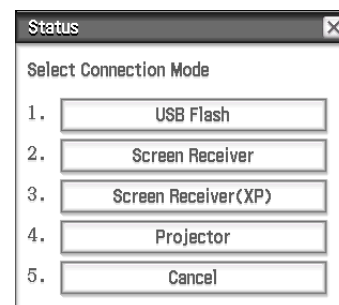 Status
Select Connection Mode
1. USB Flash
2. Screen Receiver
3. Screen Receiver(XP)
4. Projector
5. Cancel